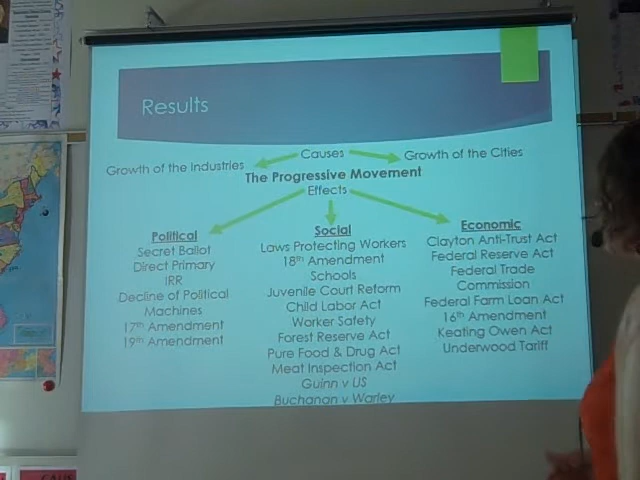 Results
Causes
Growth of the Industries
Growth of the Cities
The Progressive Movement
Effects
Political
Secret Ballot
Direct Primary
IRR
Decline of Political
Machines
17th Amendment
19th Amendment
Social
Laws Protecting Workers
18th Amendment
Schools
Juvenile Court Reform
Child Labor Act
Worker Safety
Forest Reserve Act
Pure Food & Drug Act
Meat Inspection Act
Guinn v US
Buchanan v Warley
Economic
Clayton Anti-Trust Act
Federal Reserve Act
Federal Trade
Commission
Federal Farm Loan Act
16th Amendment
Keating Owen Act
Underwood Tariff